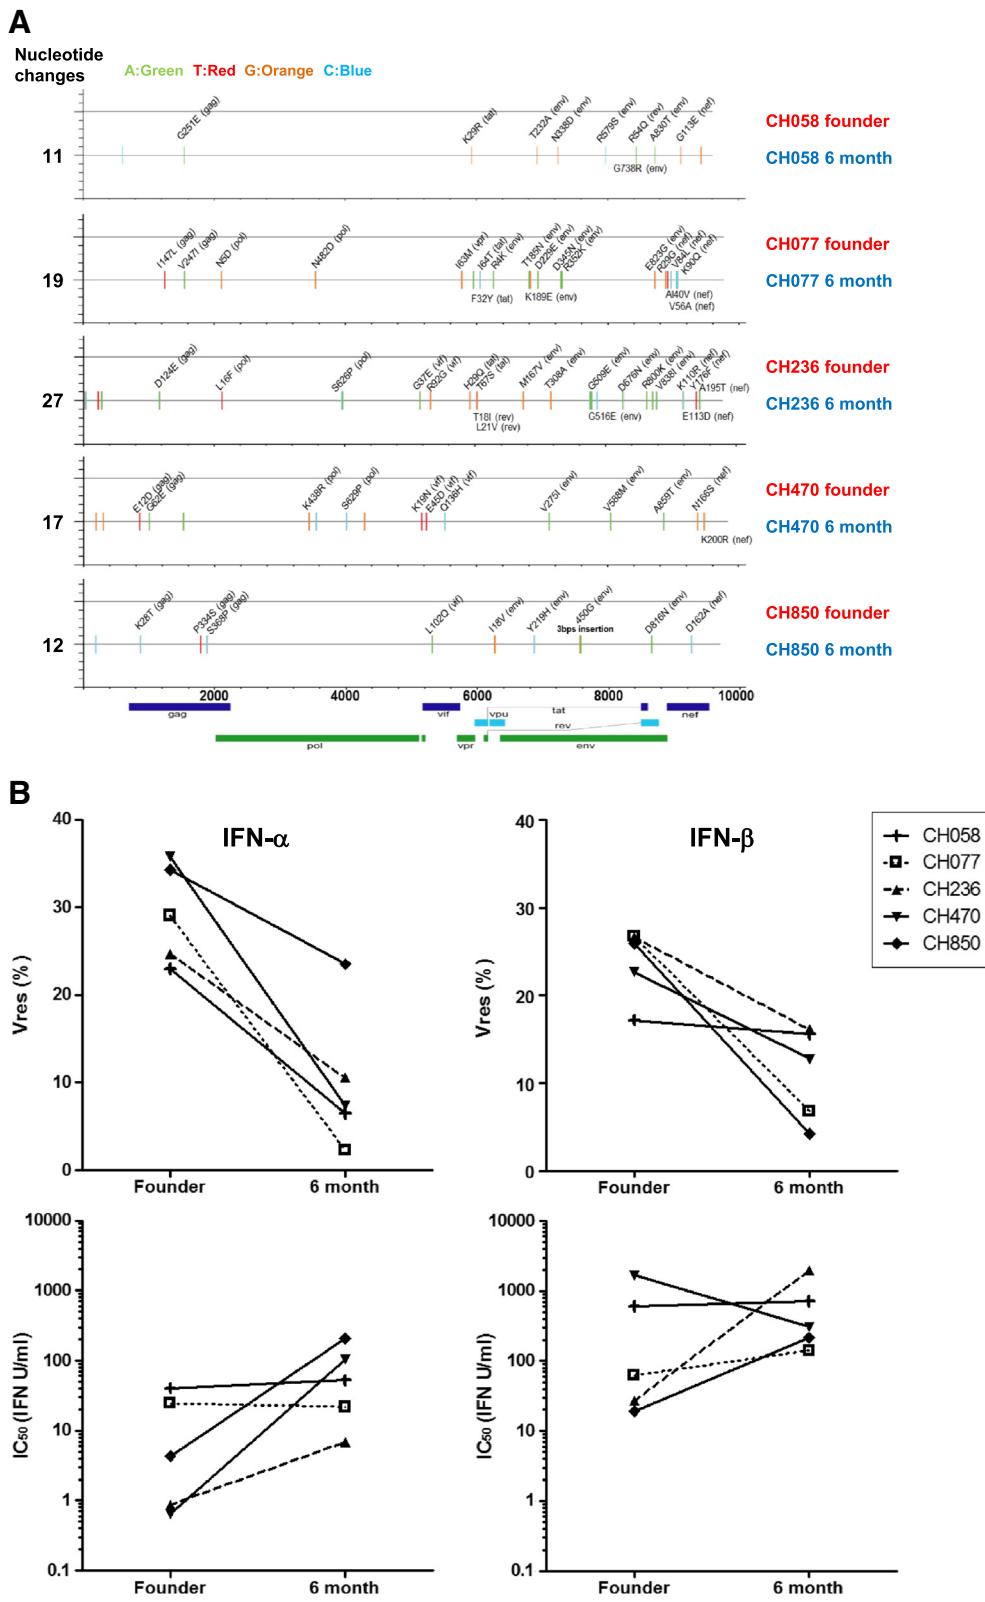 A
Nucleotide
changes
A:Green T:Red G:Orange C:Blue
G251E (gag)
K29R (tat)
T232A (env)
N338D (env)
R579S (env)
R54Q (rev)
A830T (env)
G113E (nef)
G738R (env)
11
CH058 founder
CH058 6 month
I147L (gag)
V247I (gag)
N5D (pol)
N482D (pol)
I63M (vpr)
I64T (tat)
R4K (env)
T185N (env)
D229E (env)
D345N (env)
R352K (env)
E823G (env)
R29G (nef)
V84L (nef)
K90Q (nef)
F32Y (tat)
K189E (env)
AI40V (nef)
V56A (nef)
19
CH077 founder
CH077 6 month
D124E (gag)
L16F (pol)
S626P (pol)
G37E (vif)
R92G (vif)
H29Q (tat)
T67S (tat)
M167V (env)
T308A (env)
G509E (env)
D676N (env)
R800K (env)
V838I (env)
K110R (nef)
Y176F (nef)
A195T (nef)
T18I (rev)
L21V (rev)
G516E (env)
E113D (nef)
27
CH236 founder
CH236 6 month
E12D (gag)
G62E (gag)
K438R (pol)
S829P (pol)
K19N (vif)
E45D (vif)
Q136H (vif)
V275I (env)
V568M (env)
A859T (env)
N166S (nef)
K200R (nef)
17
CH470 founder
CH470 6 month
K28T (gag)
P334S (gag)
S368P (gag)
L102Q (vif)
I18V (env)
Y219H (env)
450G (env)
3bps insertion
D816N (env)
D162A (nef)
12
CH850 founder
CH850 6 month
2000 4000 6000 8000 10000
gag vif vpu tat rev nef
pol vpr env
B
IFN-α
Vres (%)
40
30
20
10
0
Founder 6 month
IFN-β
Vres (%)
40
30
20
10
0
Founder 6 month
CH058
CH077
CH236
CH470
CH850
IC50 (IFN U/ml)
10000
1000
100
10
1
0.1
Founder 6 month
IC50 (IFN U/ml)
10000
1000
100
10
1
0.1
Founder 6 month